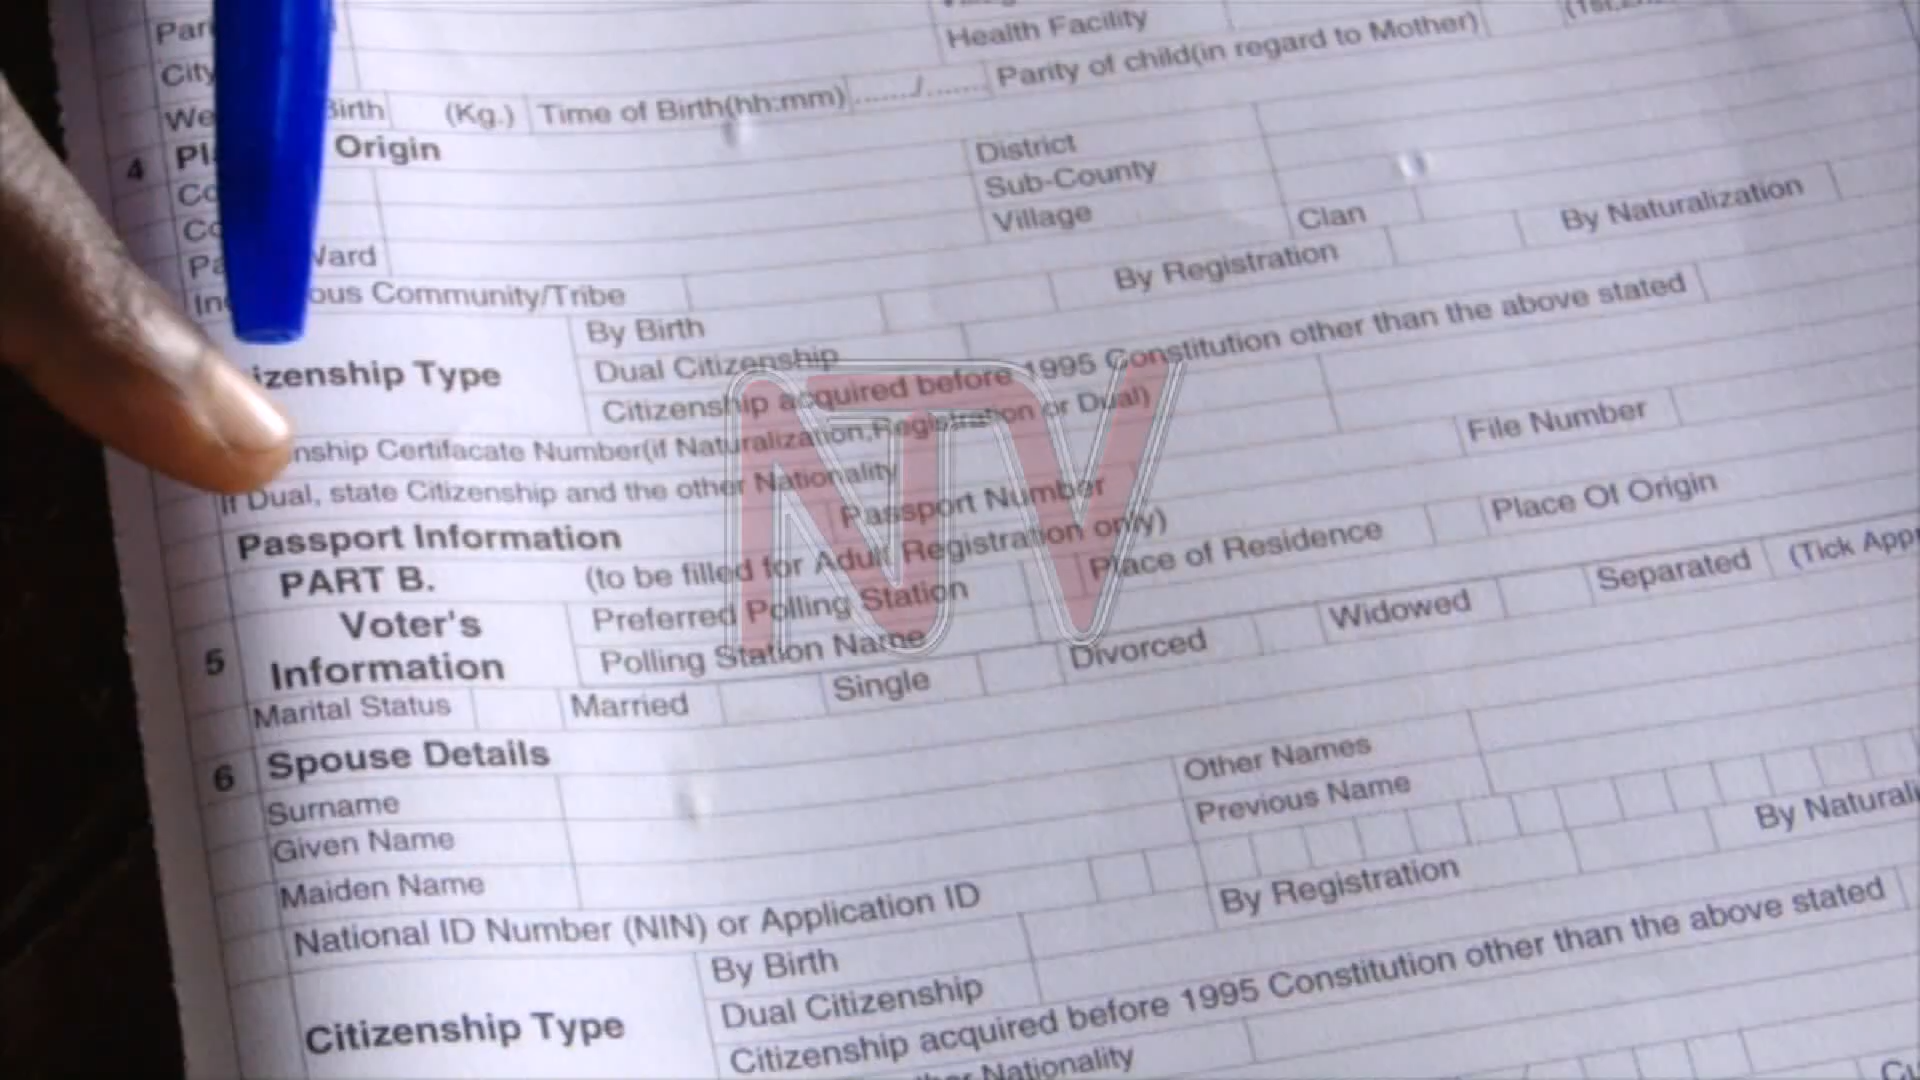 Health Facility
City
Birth (Kg.) Time of Birth(hh:mm) ......./....... Parity of child(in regard to Mother)
4 Origin
District
Sub-County
Village Clan
Ward
Community/Tribe
By Birth By Registration By Naturalization
Dual Citizenship
Citizenship acquired before 1995 Constitution other than the above stated
izenship Type
nship Certifacate Number(if Naturalization,Registration or Dual) File Number
If Dual, state Citizenship and the other Nationality
Passport Information Passport Number
PART B. (to be filled for Adult Registration only)
5 Voter's Information
Preferred Polling Station Place of Residence Place Of Origin
Polling Station Name
Marital Status Married Single Divorced Widowed Separated (Tick
6 Spouse Details
Surname Other Names
Given Name Previous Name
Maiden Name
National ID Number (NIN) or Application ID
Citizenship Type
By Birth By Registration By Naturali
Dual Citizenship
Citizenship acquired before 1995 Constitution other than the above stated
Nationality
NTV